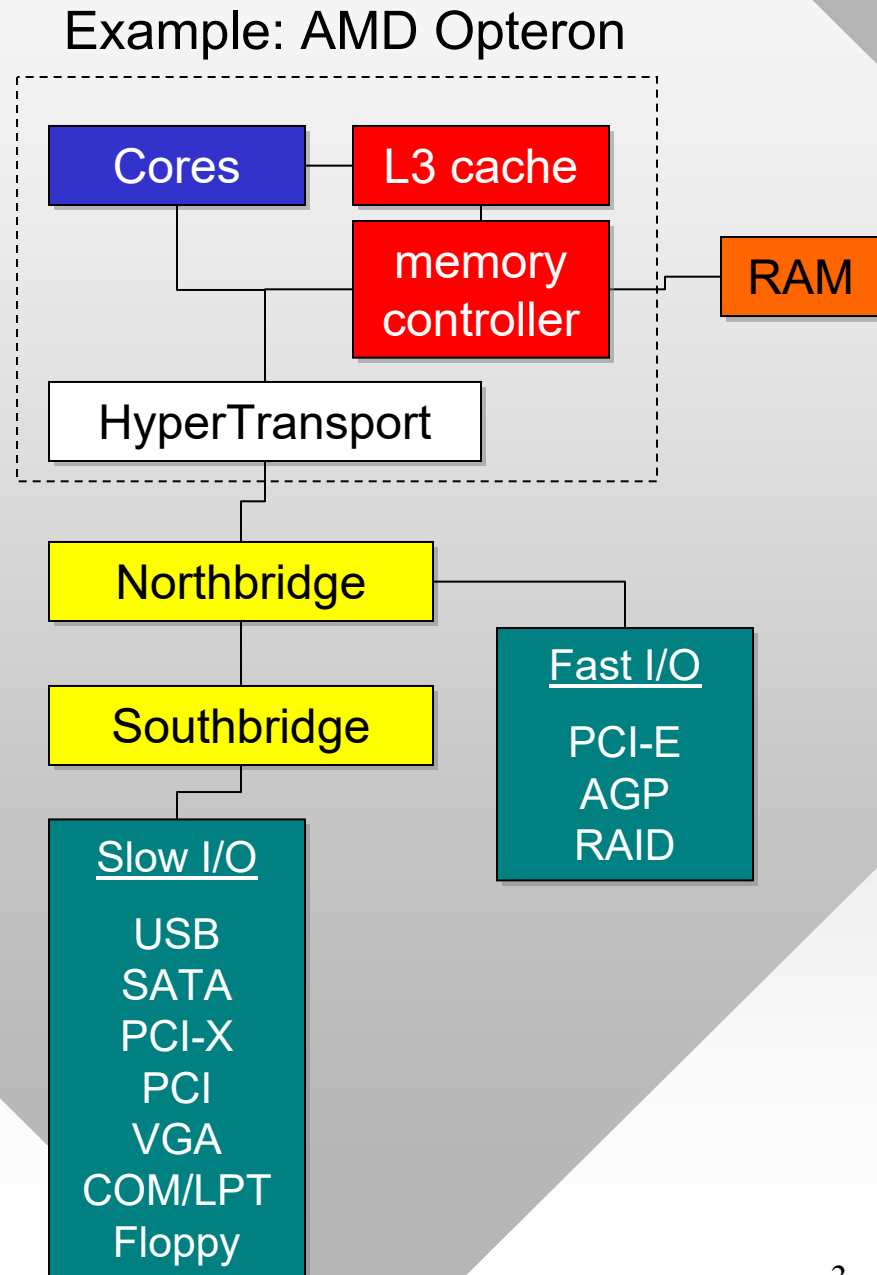 Example: AMD Opteron
Cores
L3 cache
memory
controller
RAM
HyperTransport
Northbridge
Fast I/O
PCI-E
AGP
RAID
Southbridge
Slow I/O
USB
SATA
PCI-X
PCI
VGA
COM/LPT
Floppy